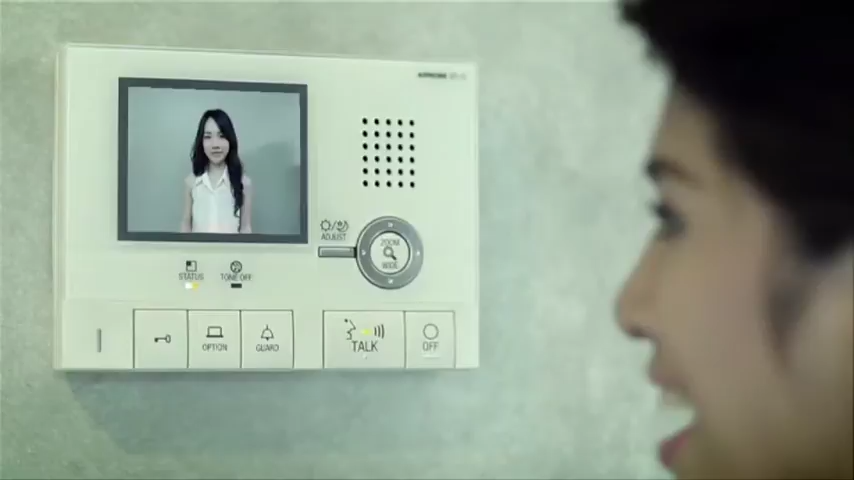 ADJUST
ZOOM
WIDE
STATUS
TONE OFF
OPTION
GUARD
TALK
OFF